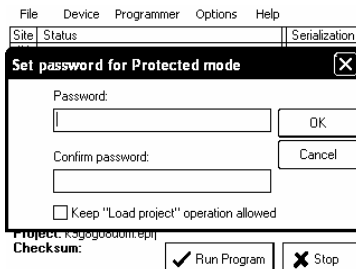 File Device Programmer Options Help
Site Status Serialization
Set password for Protected mode
Password:
OK
Confirm password:
Cancel
Keep "Load project" operation allowed
Project:
Checksum:
Run Program Stop